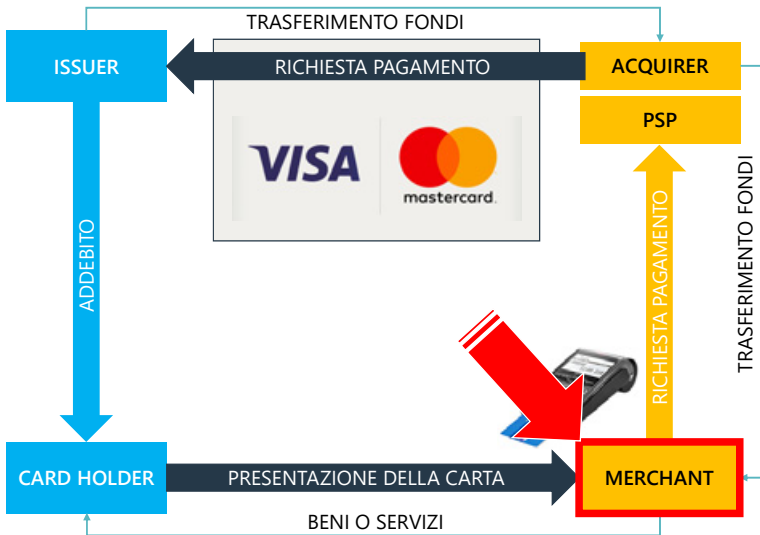 TRASFERIMENTO FONDI
ISSUER
RICHIESTA PAGAMENTO
ACQUIRER
PSP
VISA
mastercard.
ADDEBITO
RICHIESTA PAGAMENTO
TRASFERIMENTO FONDI
CARD HOLDER
PRESENTAZIONE DELLA CARTA
MERCHANT
BENI O SERVIZI